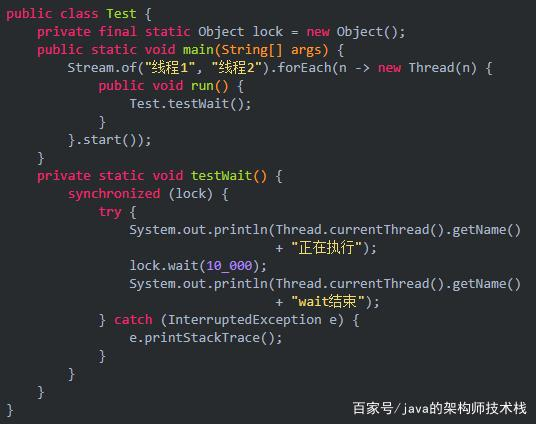 public class Test {
    private final static Object lock = new Object();
    public static void main(String[] args) {
        Stream.of("线程1", "线程2").forEach(n -> new Thread(n) {
            public void run() {
                Test.testWait();
            }
        }.start());
    }
    private static void testWait() {
        synchronized (lock) {
            try {
                System.out.println(Thread.currentThread().getName()
                                   + "正在执行");
                lock.wait(10_000);
                System.out.println(Thread.currentThread().getName()
                                   + "wait结束");
            } catch (InterruptedException e) {
                e.printStackTrace();
            }
        }
    }
}
百家号/java的架构师技术栈